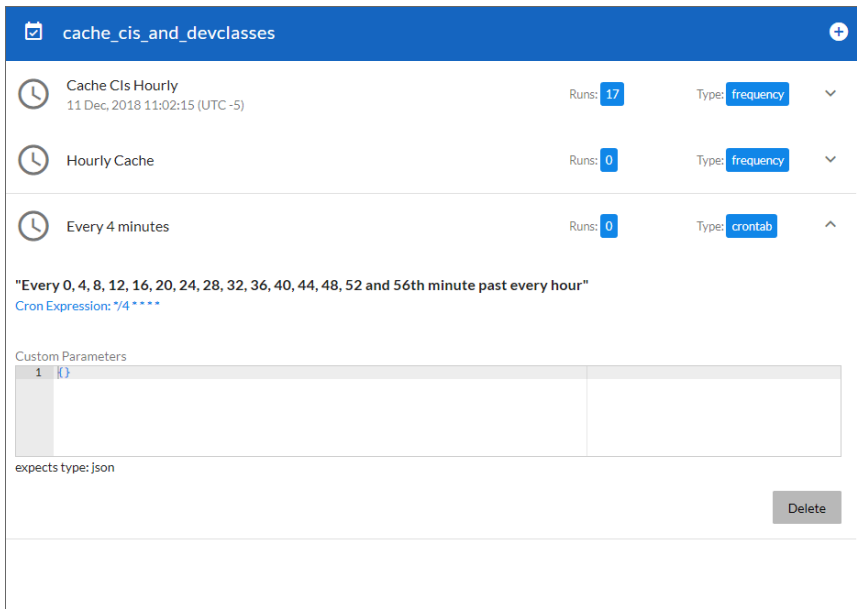 cache_cis_and_devclasses
Cache CIs Hourly
11 Dec, 2018 11:02:15 (UTC -5)
Runs: 17
Type: frequency
Hourly Cache
Runs: 0
Type: frequency
Every 4 minutes
Runs: 0
Type: crontab
"Every 0, 4, 8, 12, 16, 20, 24, 28, 32, 36, 40, 44, 48, 52 and 56th minute past every hour"
Cron Expression: */4 * * * *
Custom Parameters
1 {}
expects type: json
Delete